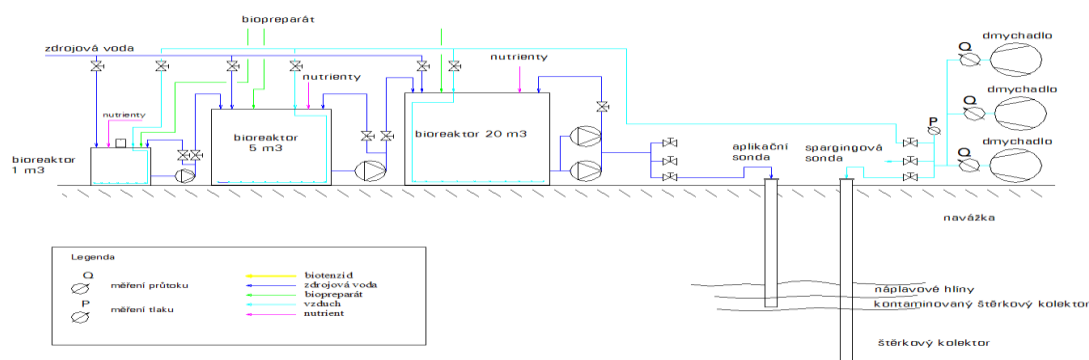 biopreparát
zdrojová voda
nutrienty
nutrienty
nutrienty
bioreaktor
1 m3
bioreaktor
5 m3
bioreaktor 20 m3
aplikační
sonda
spargingová
sonda
P
Q
dmychadlo
Q
dmychadlo
Q
dmychadlo
navážka
náplavové hlíny
kontaminovaný štěrkový kolektor
štěrkový kolektor
Legenda
Q
měření průtoku
P
měření tlaku
biotenzid
zdrojová voda
biopreparát
vzduch
nutrient